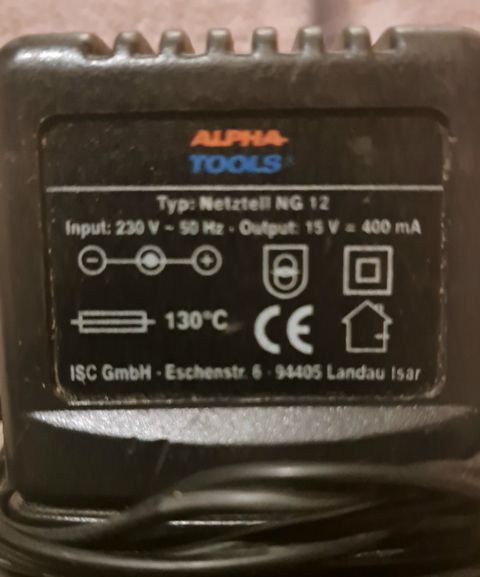 ALPHA-
TOOLS
Typ: Netzteil NG 12
Input: 230 V ~ 50 Hz - Output: 15 V = 400 mA
- +
130°C
CE
ISC GmbH · Eschenstr. 6 · 94405 Landau Isar